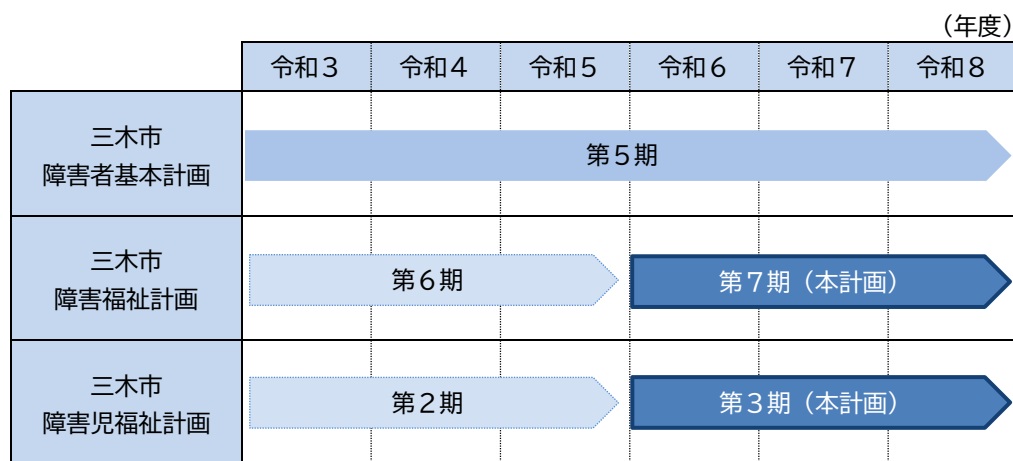 （年度）
令和３ 令和４ 令和５ 令和６ 令和７ 令和８
三木市
障害者基本計画
第５期
三木市
障害福祉計画
第６期 第７期（本計画）
三木市
障害児福祉計画
第２期 第３期（本計画）